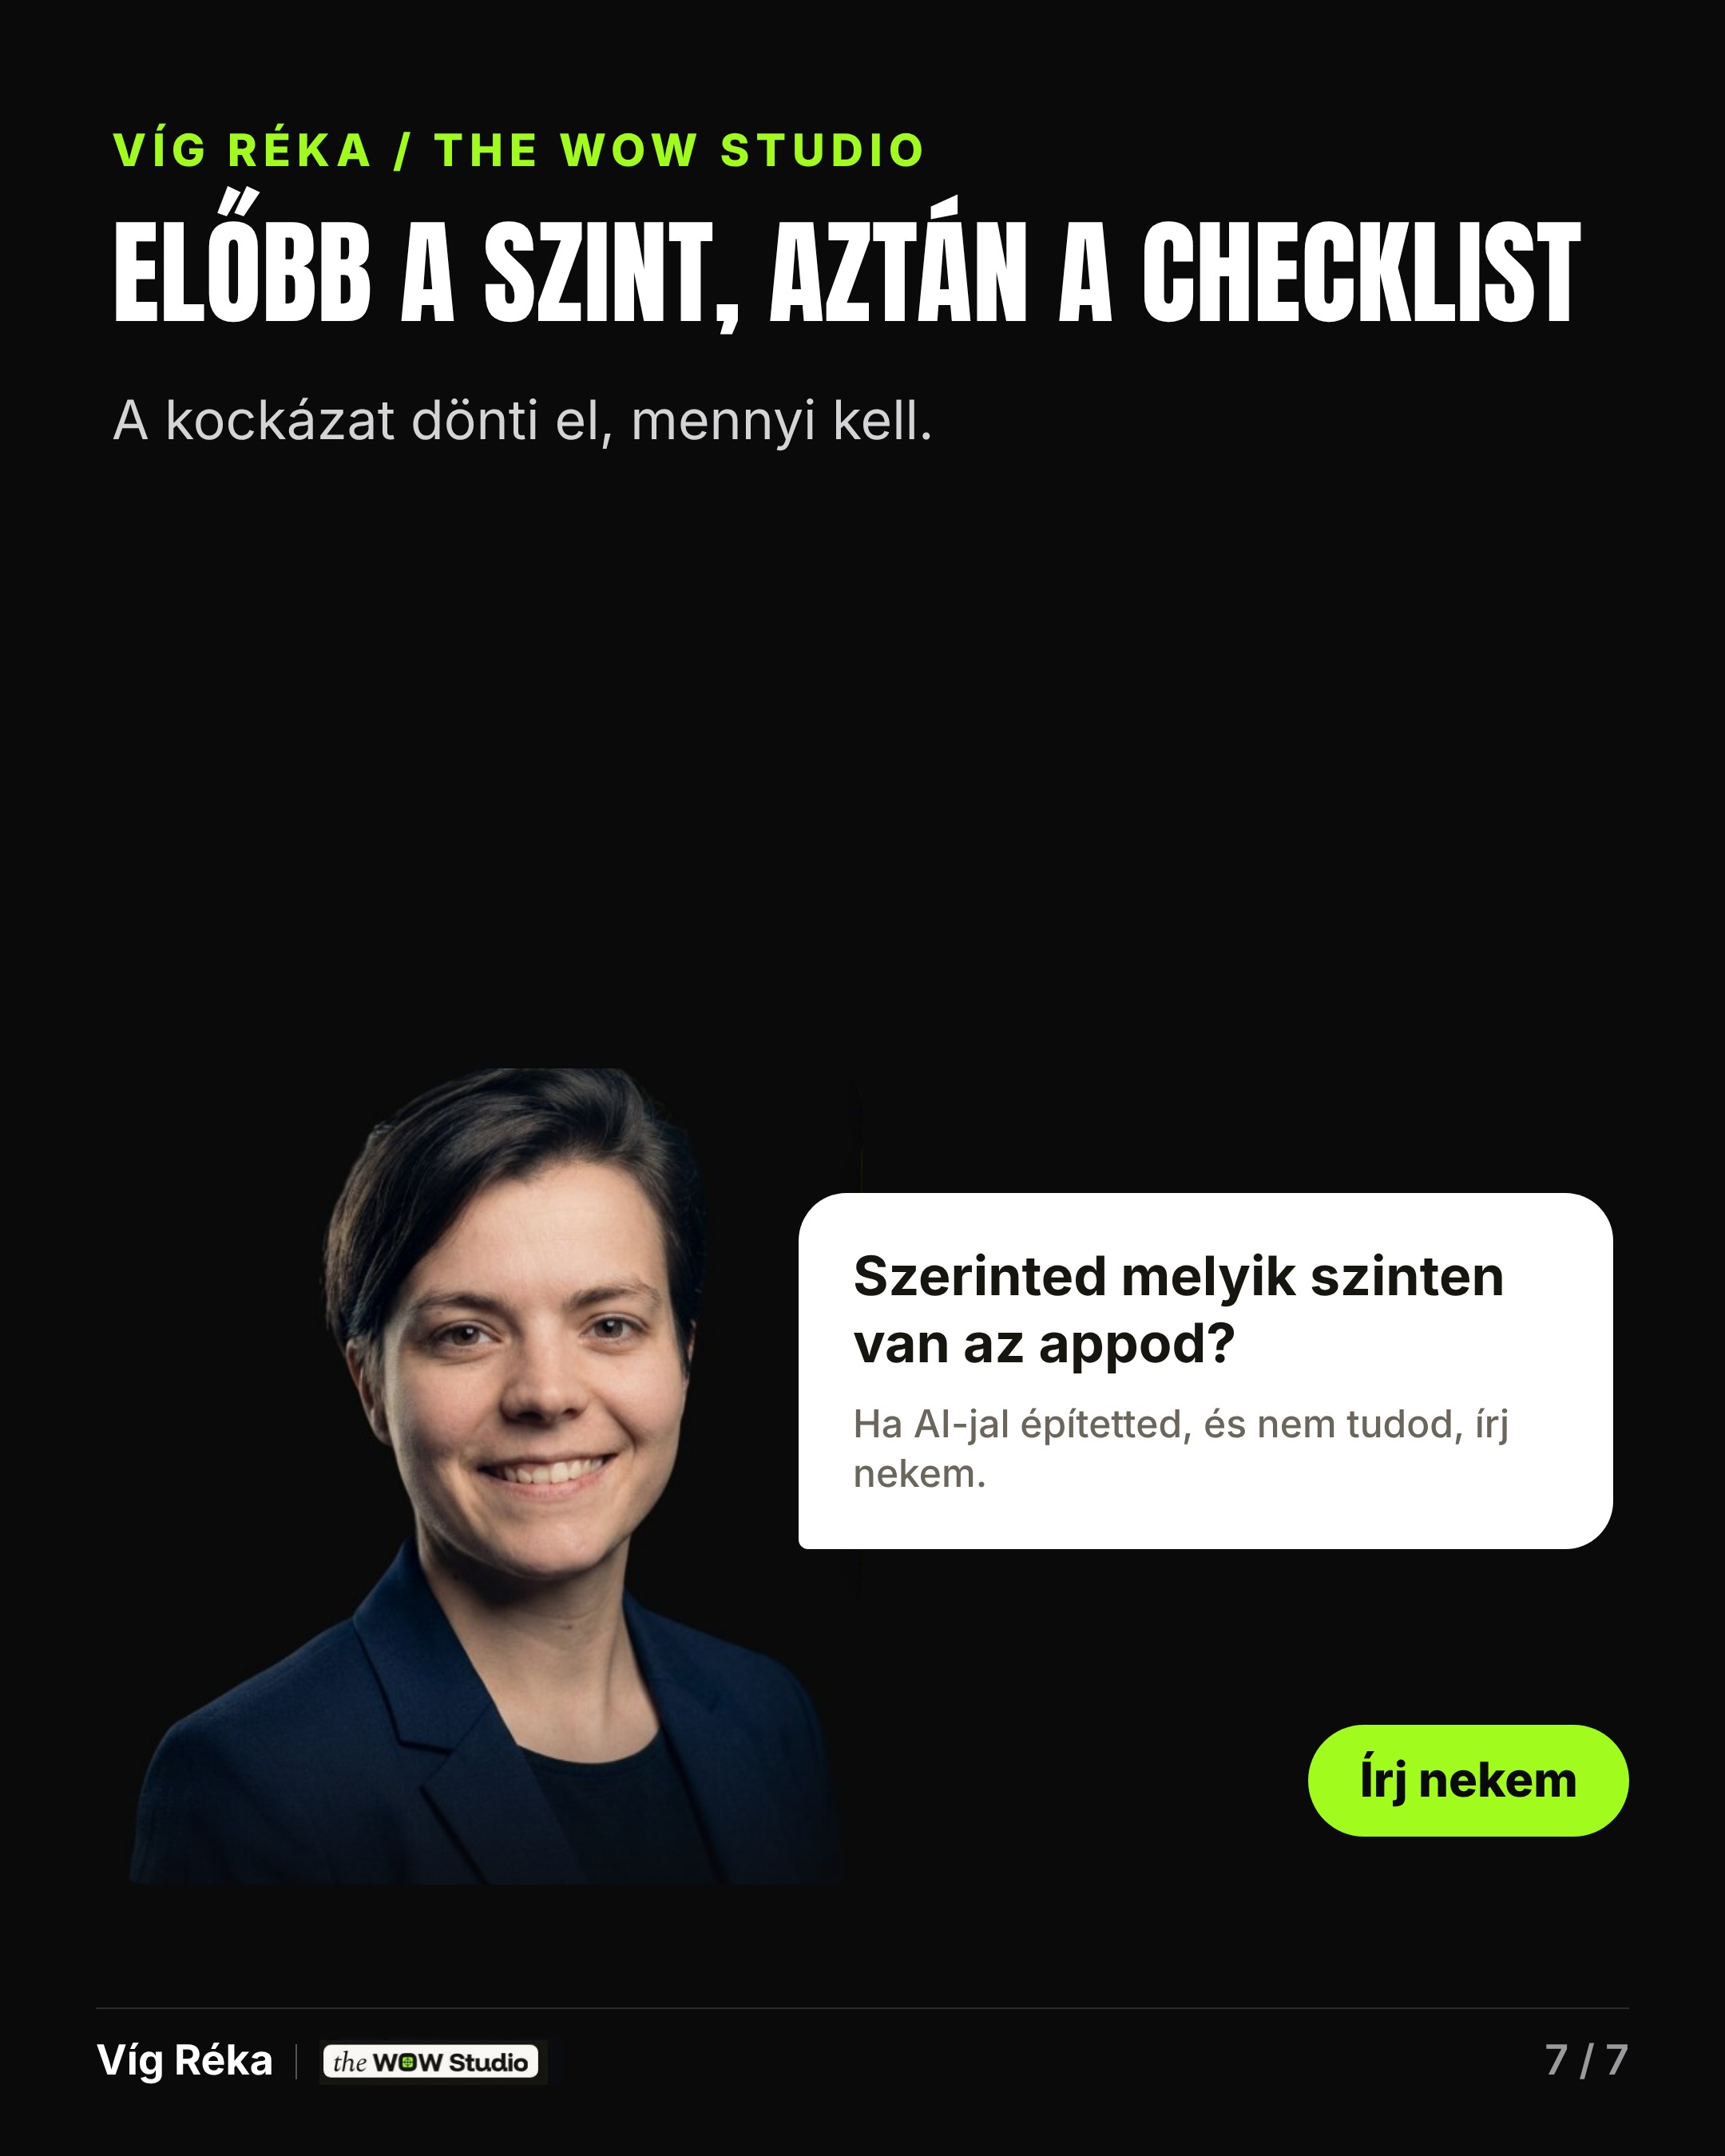 VÍG RÉKA / THE WOW STUDIO
ELŐBB A SZINT, AZTÁN A CHECKLIST
A kockázat dönti el, mennyi kell.
Szerinted melyik szinten
van az appod?
Ha AI-jal építetted, és nem tudod, írj
nekem.
Írj nekem
Víg Réka
the WOW Studio
7 / 7